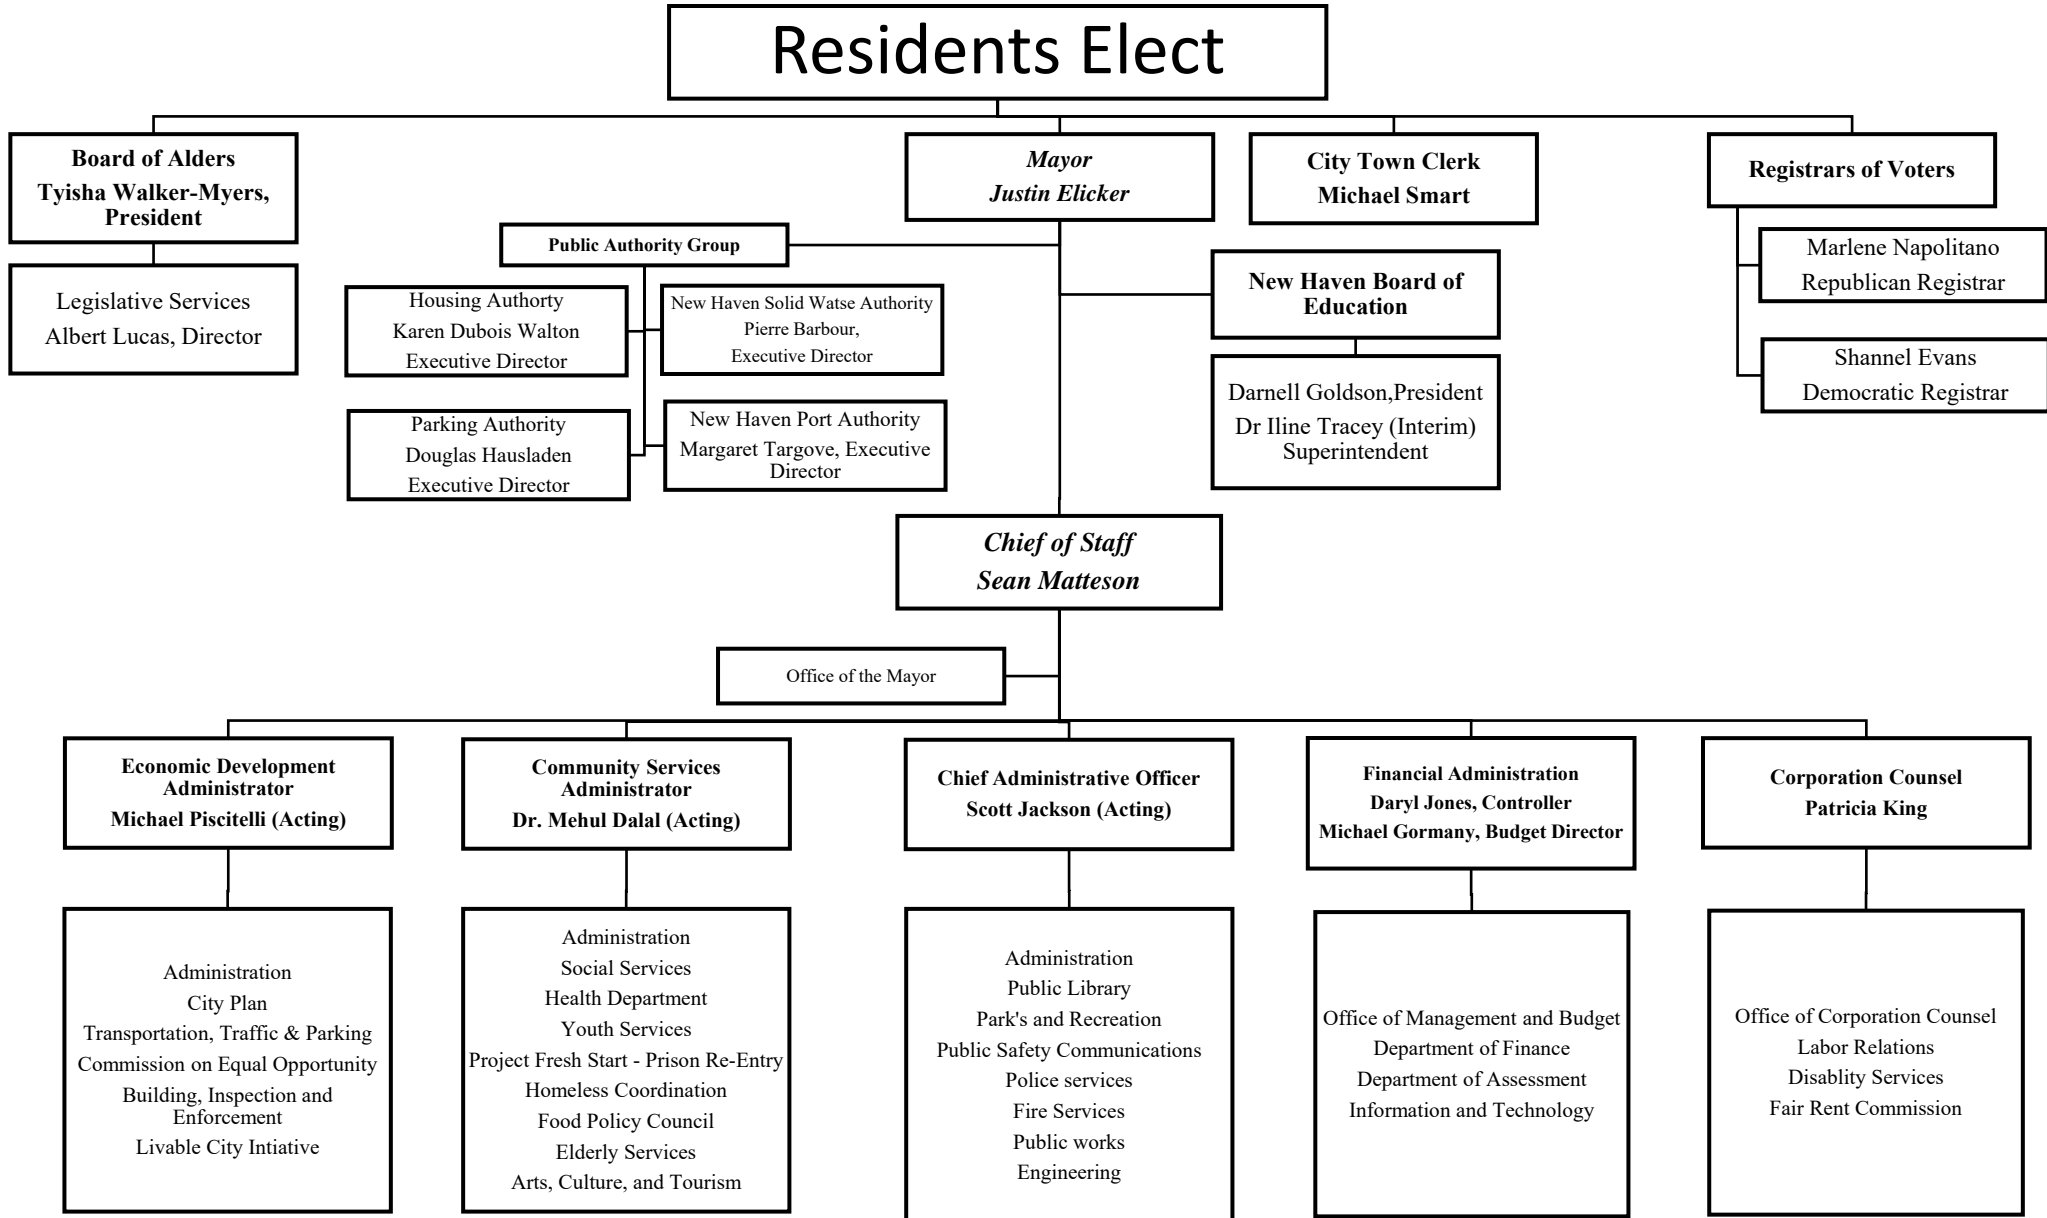 Residents Elect
Board of Alders
Tyisha Walker-Myers,
President
Legislative Services
Albert Lucas, Director
Mayor
Justin Elicker
City Town Clerk
Michael Smart
Registrars of Voters
Marlene Napolitano
Republican Registrar
Shannel Evans
Democratic Registrar
Public Authority Group
Housing Authorty
Karen Dubois Walton
Executive Director
New Haven Solid Watse Authority
Pierre Barbour,
Executive Director
Parking Authority
Douglas Hausladen
Executive Director
New Haven Port Authority
Margaret Targove, Executive
Director
New Haven Board of
Education
Darnell Goldson,President
Dr Iline Tracey (Interim)
Superintendent
Chief of Staff
Sean Matteson
Office of the Mayor
Economic Development
Administrator
Michael Piscitelli (Acting)
Administration
City Plan
Transportation, Traffic & Parking
Commission on Equal Opportunity
Building, Inspection and
Enforcement
Livable City Intiative
Community Services
Administrator
Dr. Mehul Dalal (Acting)
Administration
Social Services
Health Department
Youth Services
Project Fresh Start - Prison Re-Entry
Homeless Coordination
Food Policy Council
Elderly Services
Arts, Culture, and Tourism
Chief Administrative Officer
Scott Jackson (Acting)
Administration
Public Library
Park's and Recreation
Public Safety Communications
Police services
Fire Services
Public works
Engineering
Financial Administration
Daryl Jones, Controller
Michael Gormany, Budget Director
Office of Management and Budget
Department of Finance
Department of Assessment
Information and Technology
Corporation Counsel
Patricia King
Office of Corporation Counsel
Labor Relations
Disablity Services
Fair Rent Commission